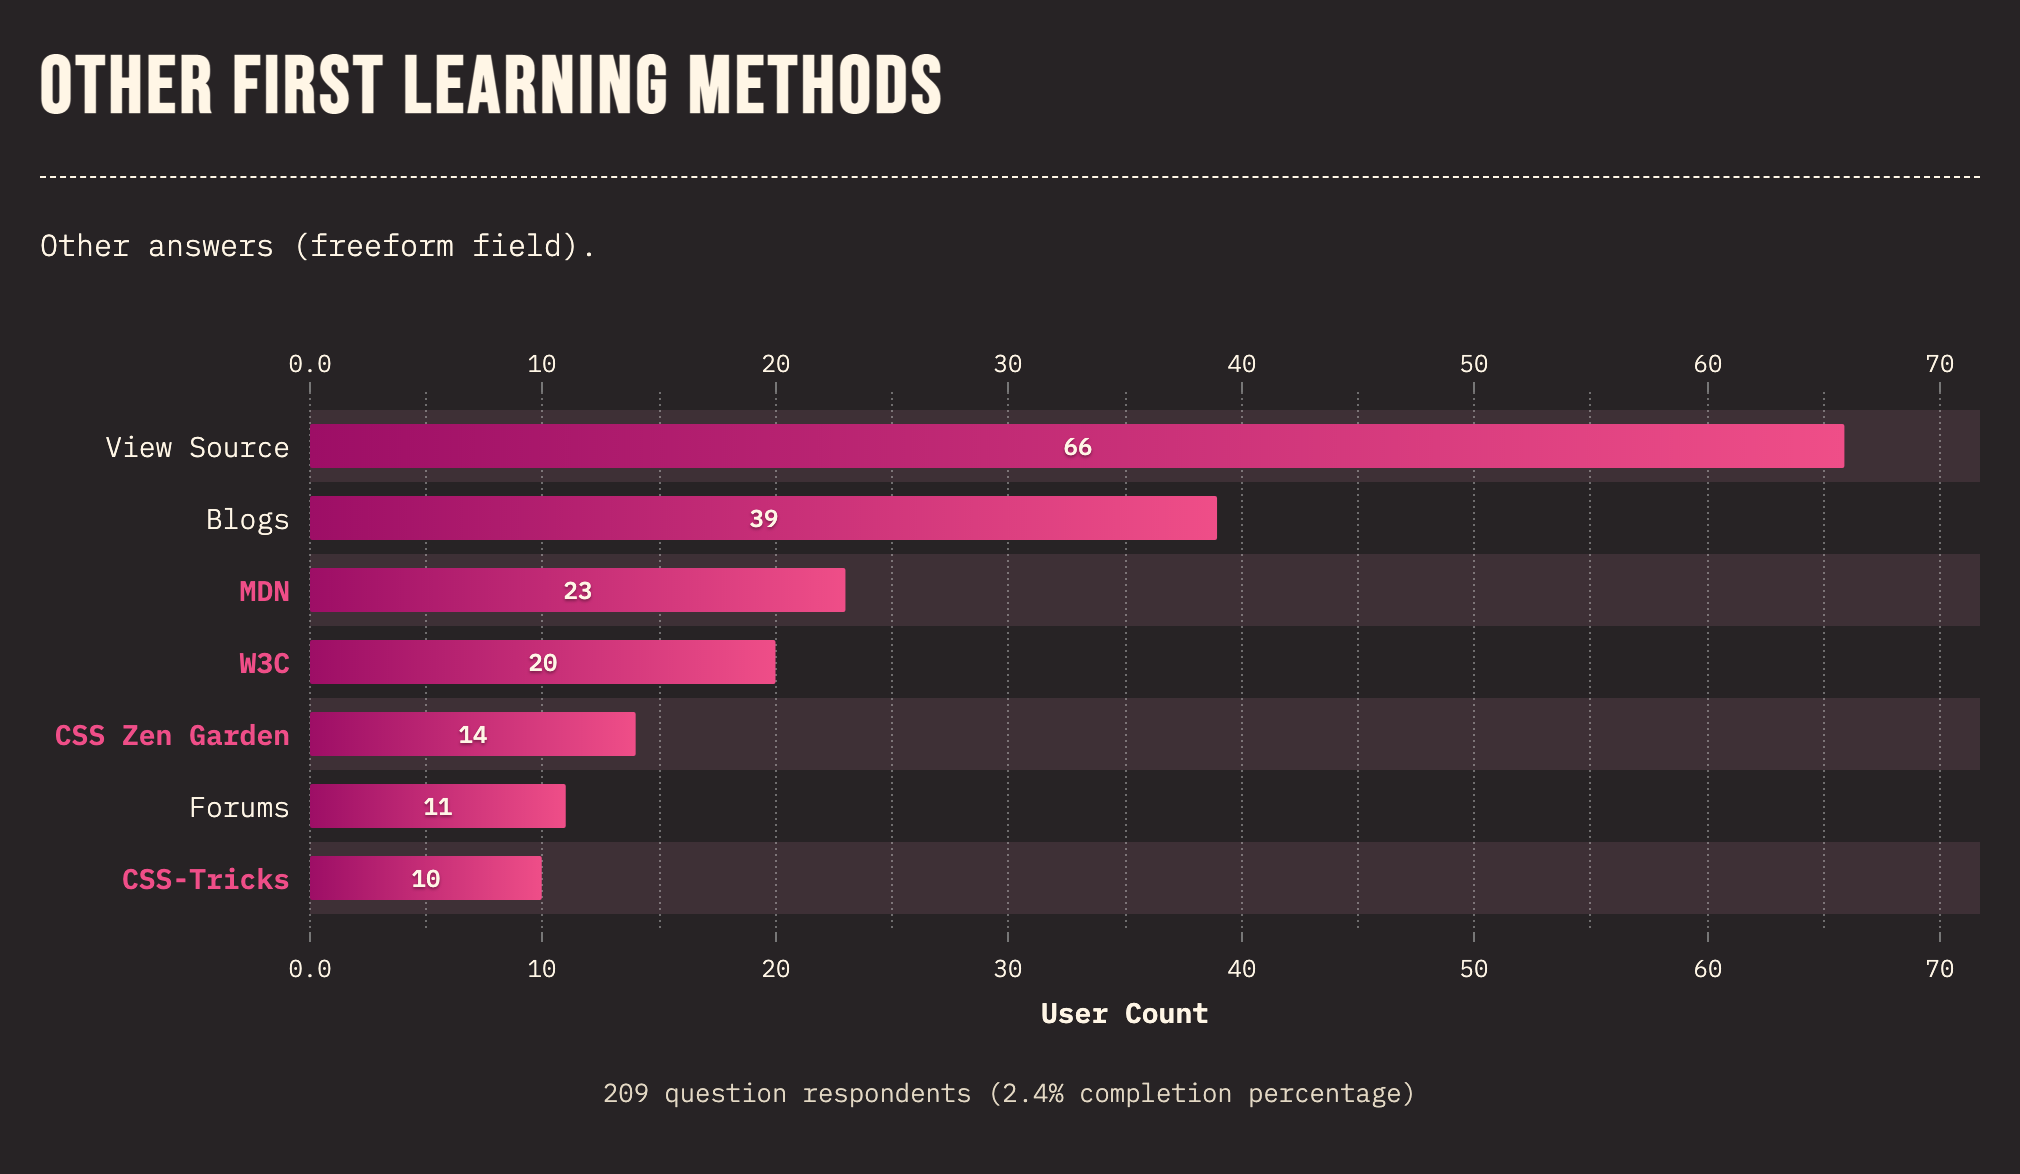 OTHER FIRST LEARNING METHODS
Other answers (freeform field).
0.0 10 20 30 40 50 60 70
View Source 66
Blogs 39
MDN 23
W3C 20
CSS Zen Garden 14
Forums 11
CSS-Tricks 10
0.0 10 20 30 40 50 60 70
User Count
209 question respondents (2.4% completion percentage)